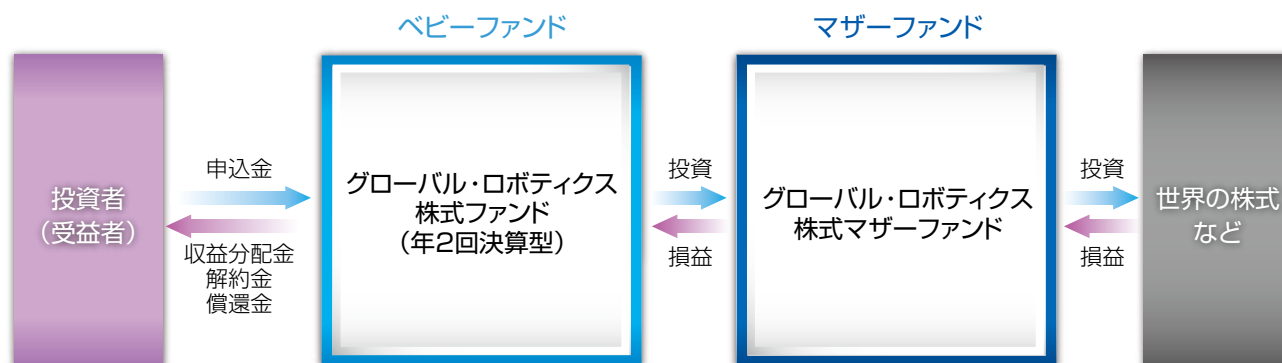 ベビーファンド
マザーファンド
投資者
（受益者）
申込金
収益分配金
解約金
償還金
グローバル・ロボティクス
株式ファンド
（年2回決算型）
投資
損益
グローバル・ロボティクス
株式マザーファンド
投資
損益
世界の株式
など